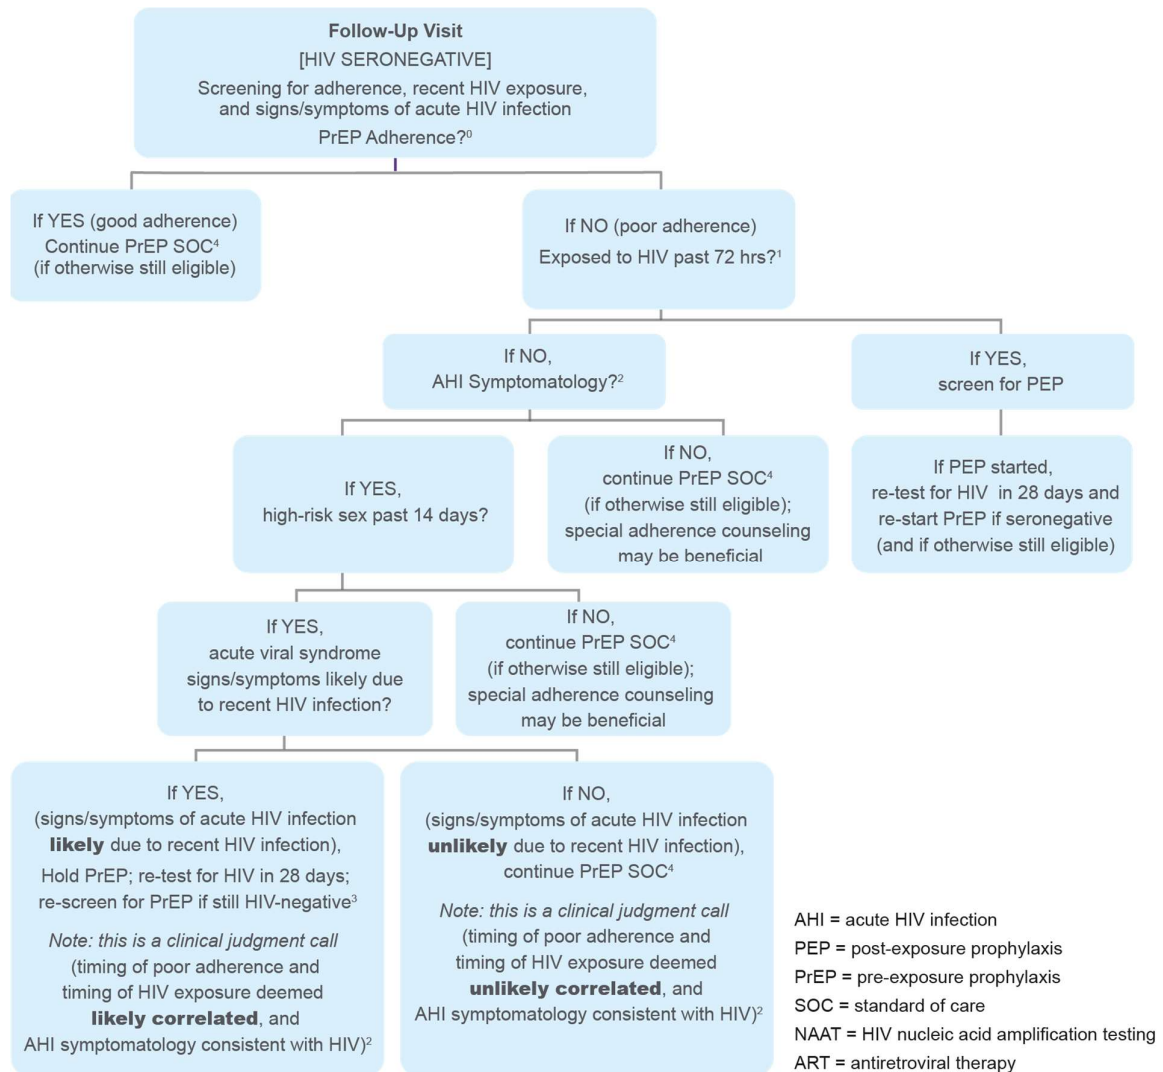 Follow-Up Visit
[HIV SERONEGATIVE]
Screening for adherence, recent HIV exposure,
and signs/symptoms of acute HIV infection
PrEP Adherence?⁰
If YES (good adherence)
Continue PrEP SOC⁴
(if otherwise still eligible)
If NO (poor adherence)
Exposed to HIV past 72 hrs?¹
If NO,
AHI Symptomatology?²
If YES,
screen for PEP
If YES,
high-risk sex past 14 days?
If NO,
continue PrEP SOC⁴
(if otherwise still eligible);
special adherence counseling
may be beneficial
If PEP started,
re-test for HIV in 28 days and
re-start PrEP if seronegative
(and if otherwise still eligible)
If YES,
acute viral syndrome
signs/symptoms likely due
to recent HIV infection?
If NO,
continue PrEP SOC⁴
(if otherwise still eligible);
special adherence counseling
may be beneficial
If YES,
(signs/symptoms of acute HIV infection
likely due to recent HIV infection),
Hold PrEP; re-test for HIV in 28 days;
re-screen for PrEP if still HIV-negative³
Note: this is a clinical judgment call
(timing of poor adherence and
timing of HIV exposure deemed
likely correlated, and
AHI symptomatology consistent with HIV)²
If NO,
(signs/symptoms of acute HIV infection
unlikely due to recent HIV infection),
continue PrEP SOC⁴
Note: this is a clinical judgment call
(timing of poor adherence and
timing of HIV exposure deemed
unlikely correlated, and
AHI symptomatology consistent with HIV)²
AHI = acute HIV infection
PEP = post-exposure prophylaxis
PrEP = pre-exposure prophylaxis
SOC = standard of care
NAAT = HIV nucleic acid amplification testing
ART = antiretroviral therapy